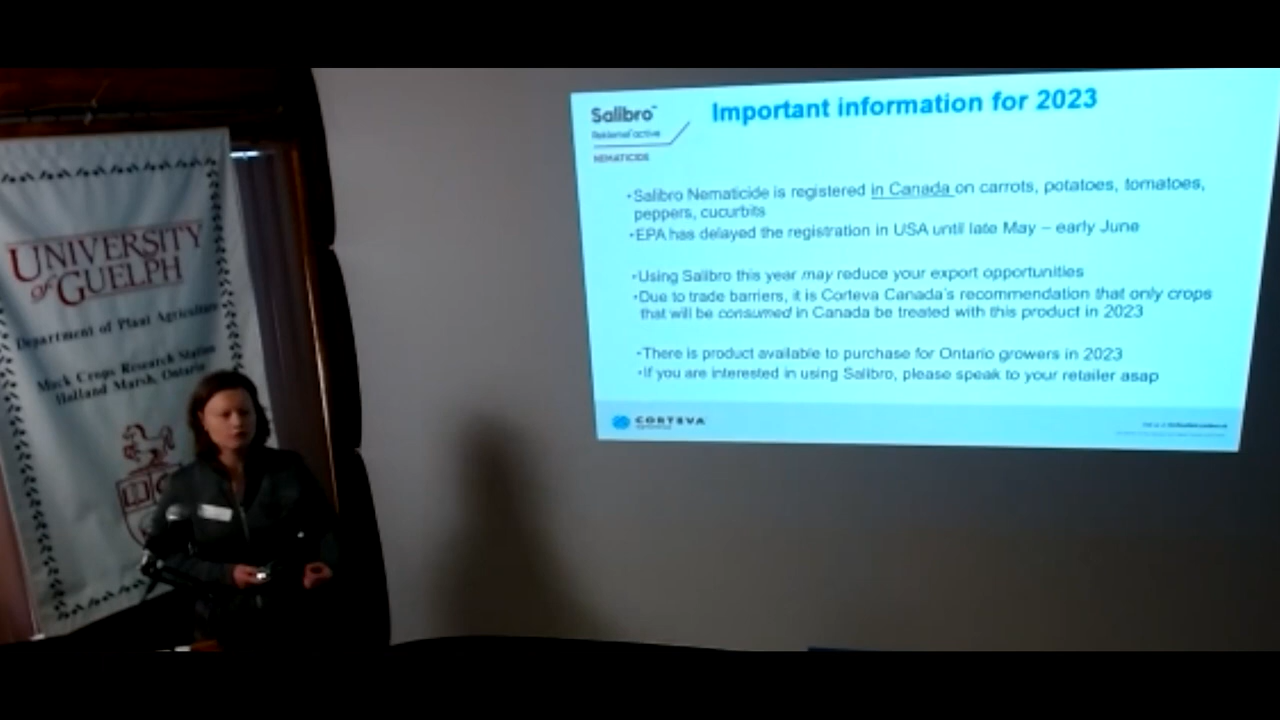 UNIVERSITY
of GUELPH
Department of Plant Agriculture
Muck Crops Research Station
Holland Marsh, Ontario
Salibro™
Reklemel active
NEMATICIDE
Important information for 2023
•Salibro Nematicide is registered in Canada on carrots, potatoes, tomatoes,
peppers, cucurbits
•EPA has delayed the registration in USA until late May – early June
•Using Salibro this year may reduce your export opportunities
•Due to trade barriers, it is Corteva Canada's recommendation that only crops
that will be consumed in Canada be treated with this product in 2023
•There is product available to purchase for Ontario growers in 2023
•If you are interested in using Salibro, please speak to your retailer asap
CORTEVA